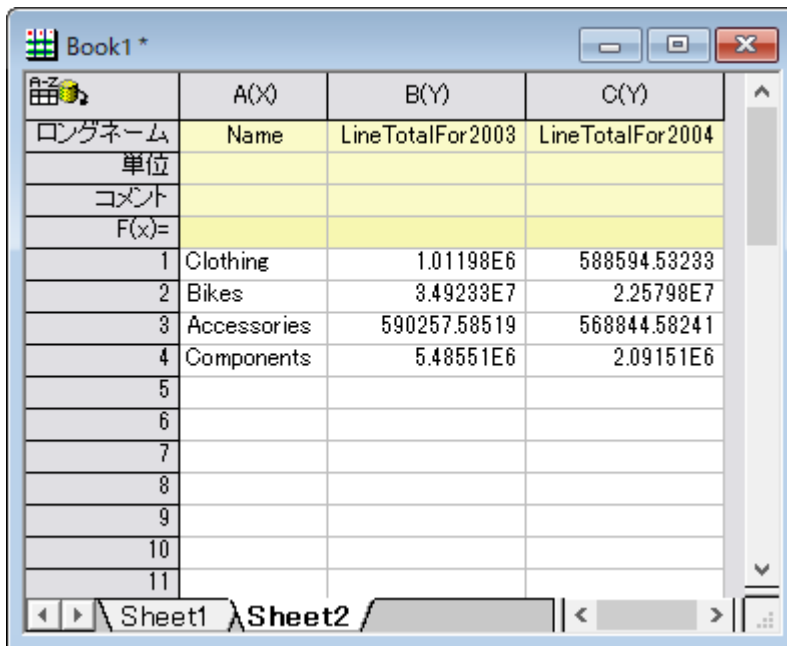 Book1 *
A-Z A(X) B(Y) C(Y)
ロングネーム Name LineTotalFor2003 LineTotalFor2004
単位
コメント
F(x)=
1 Clothing 1.01198E6 588594.53233
2 Bikes 3.49233E7 2.25798E7
3 Accessories 590257.58519 568844.58241
4 Components 5.48551E6 2.09151E6
5
6
7
8
9
10
11
Sheet1 Sheet2